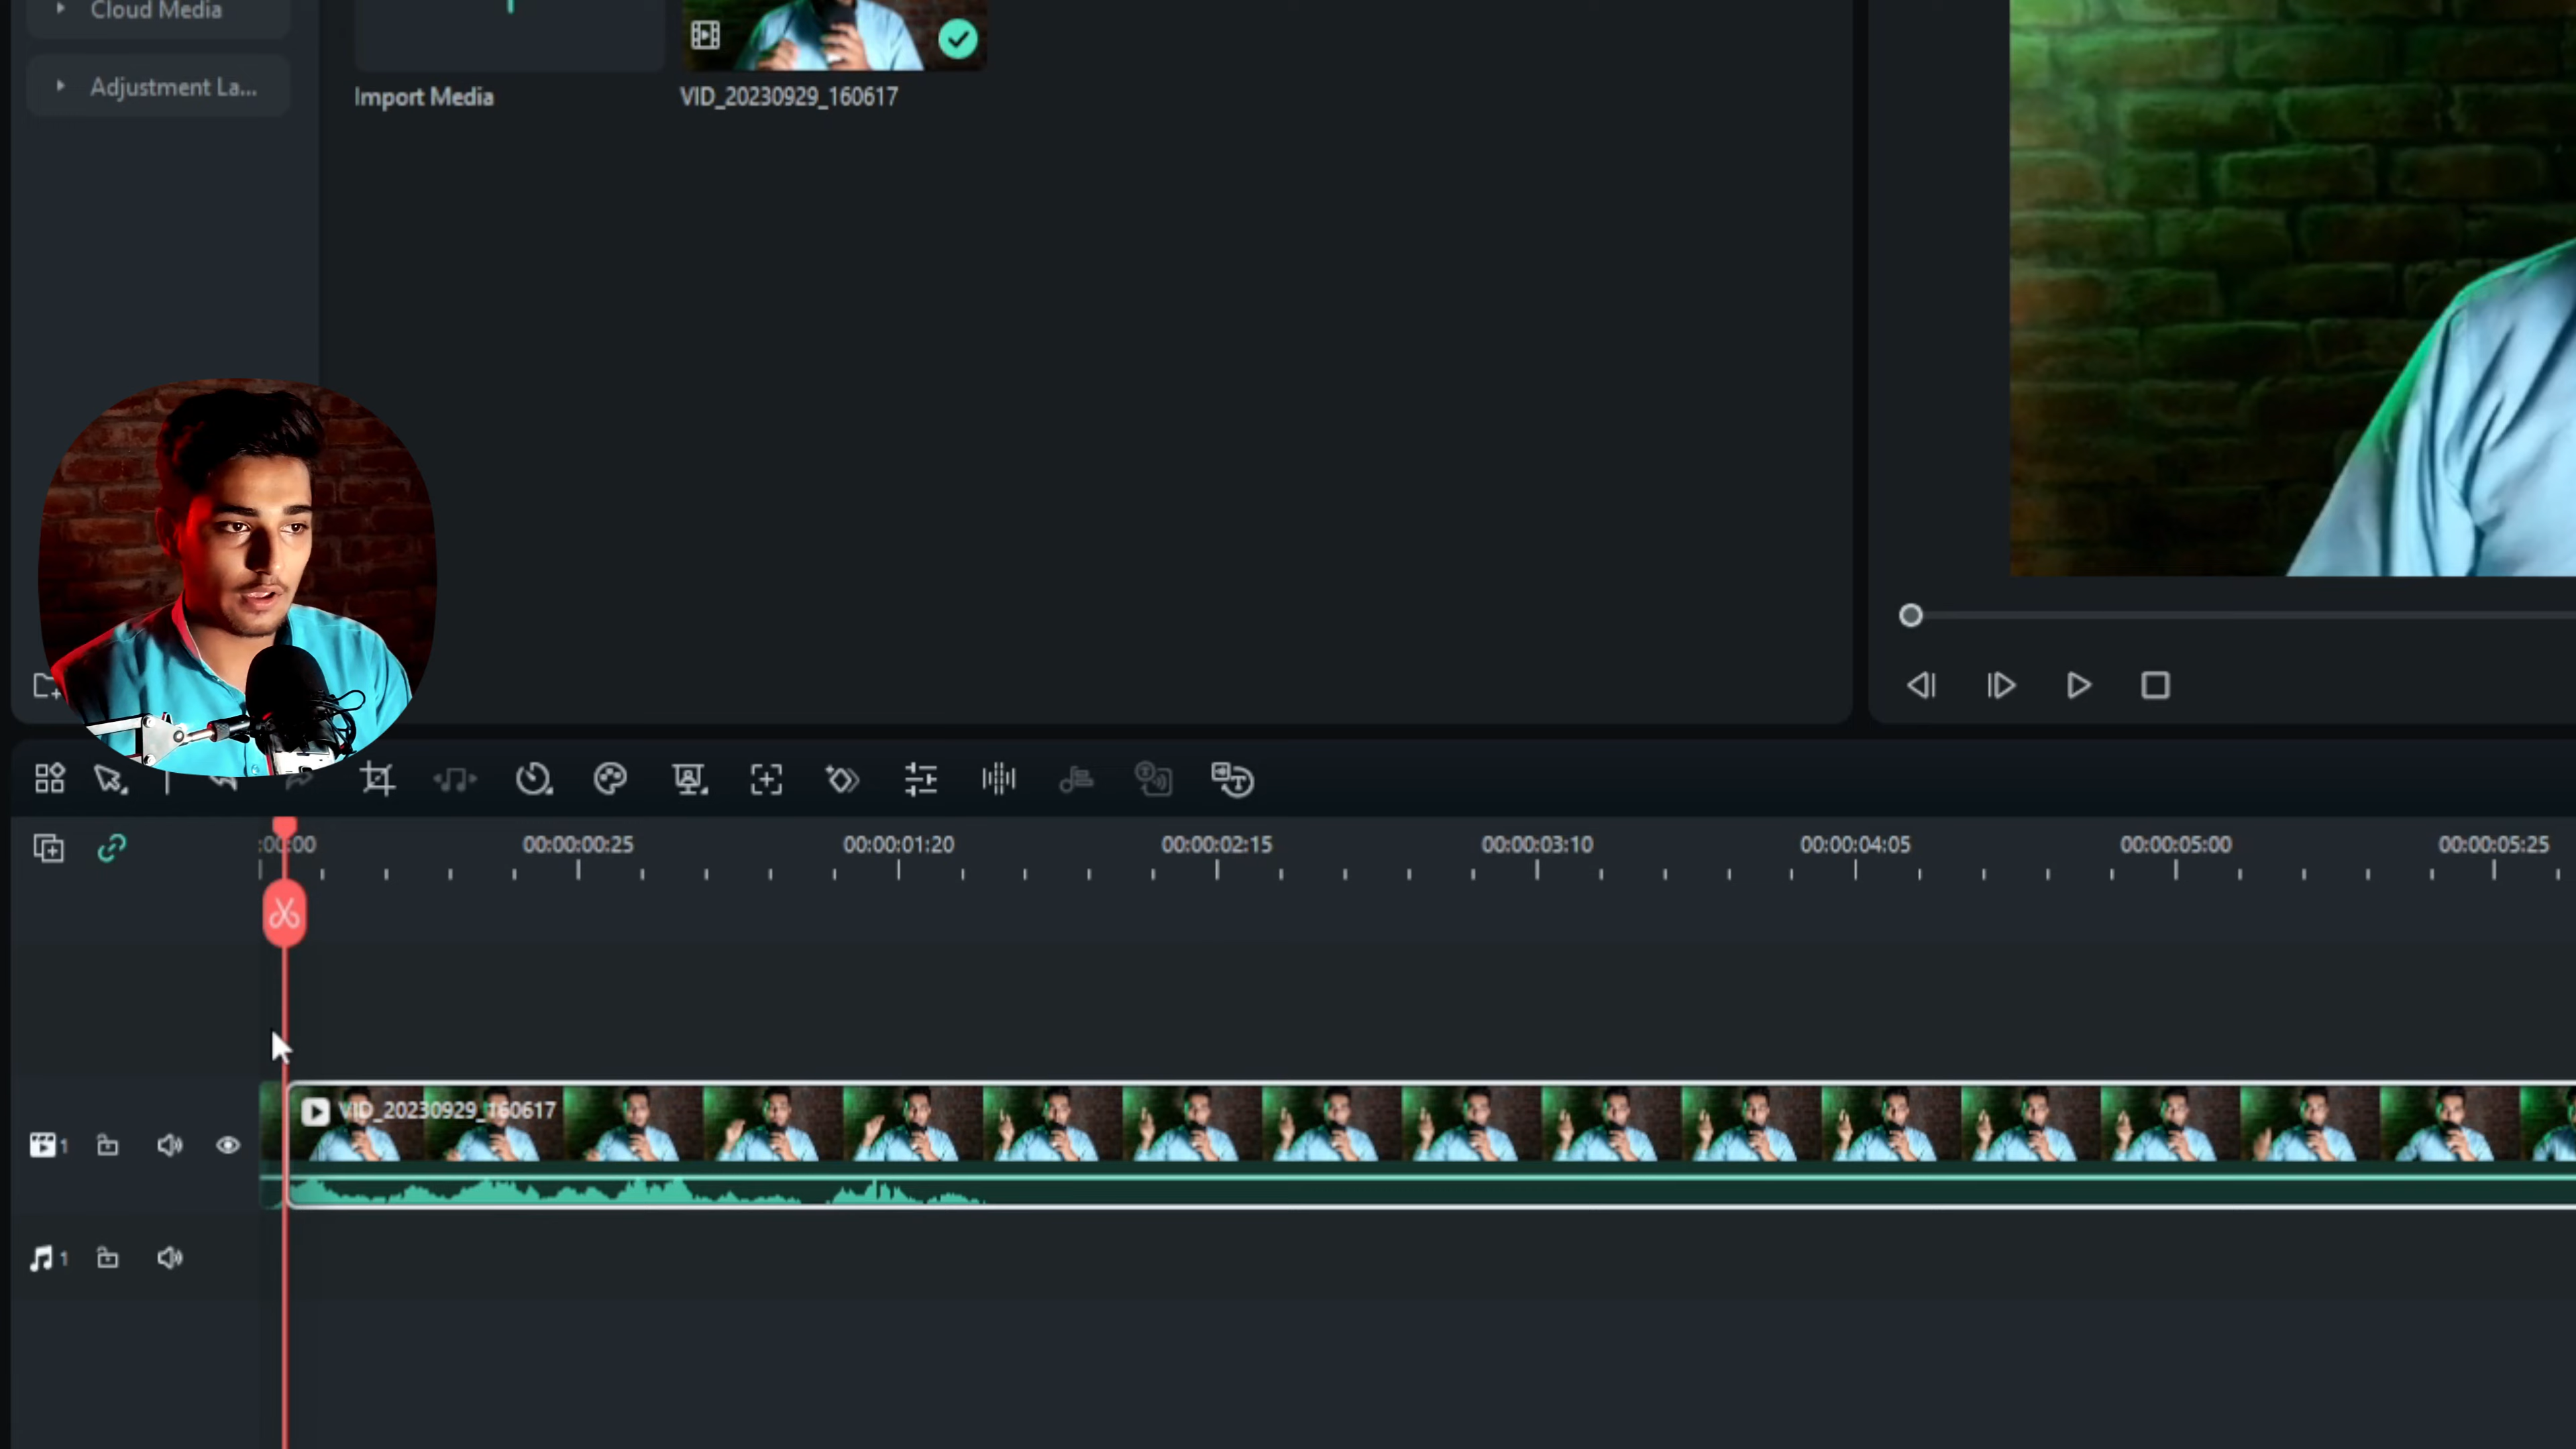 Cloud Media
Adjustment La...
Import Media
VID_20230929_160617
:00:00
00:00:00:25
00:00:01:20
00:00:02:15
00:00:03:10
00:00:04:05
00:00:05:00
00:00:05:25
VID_20230929_160617
1
1